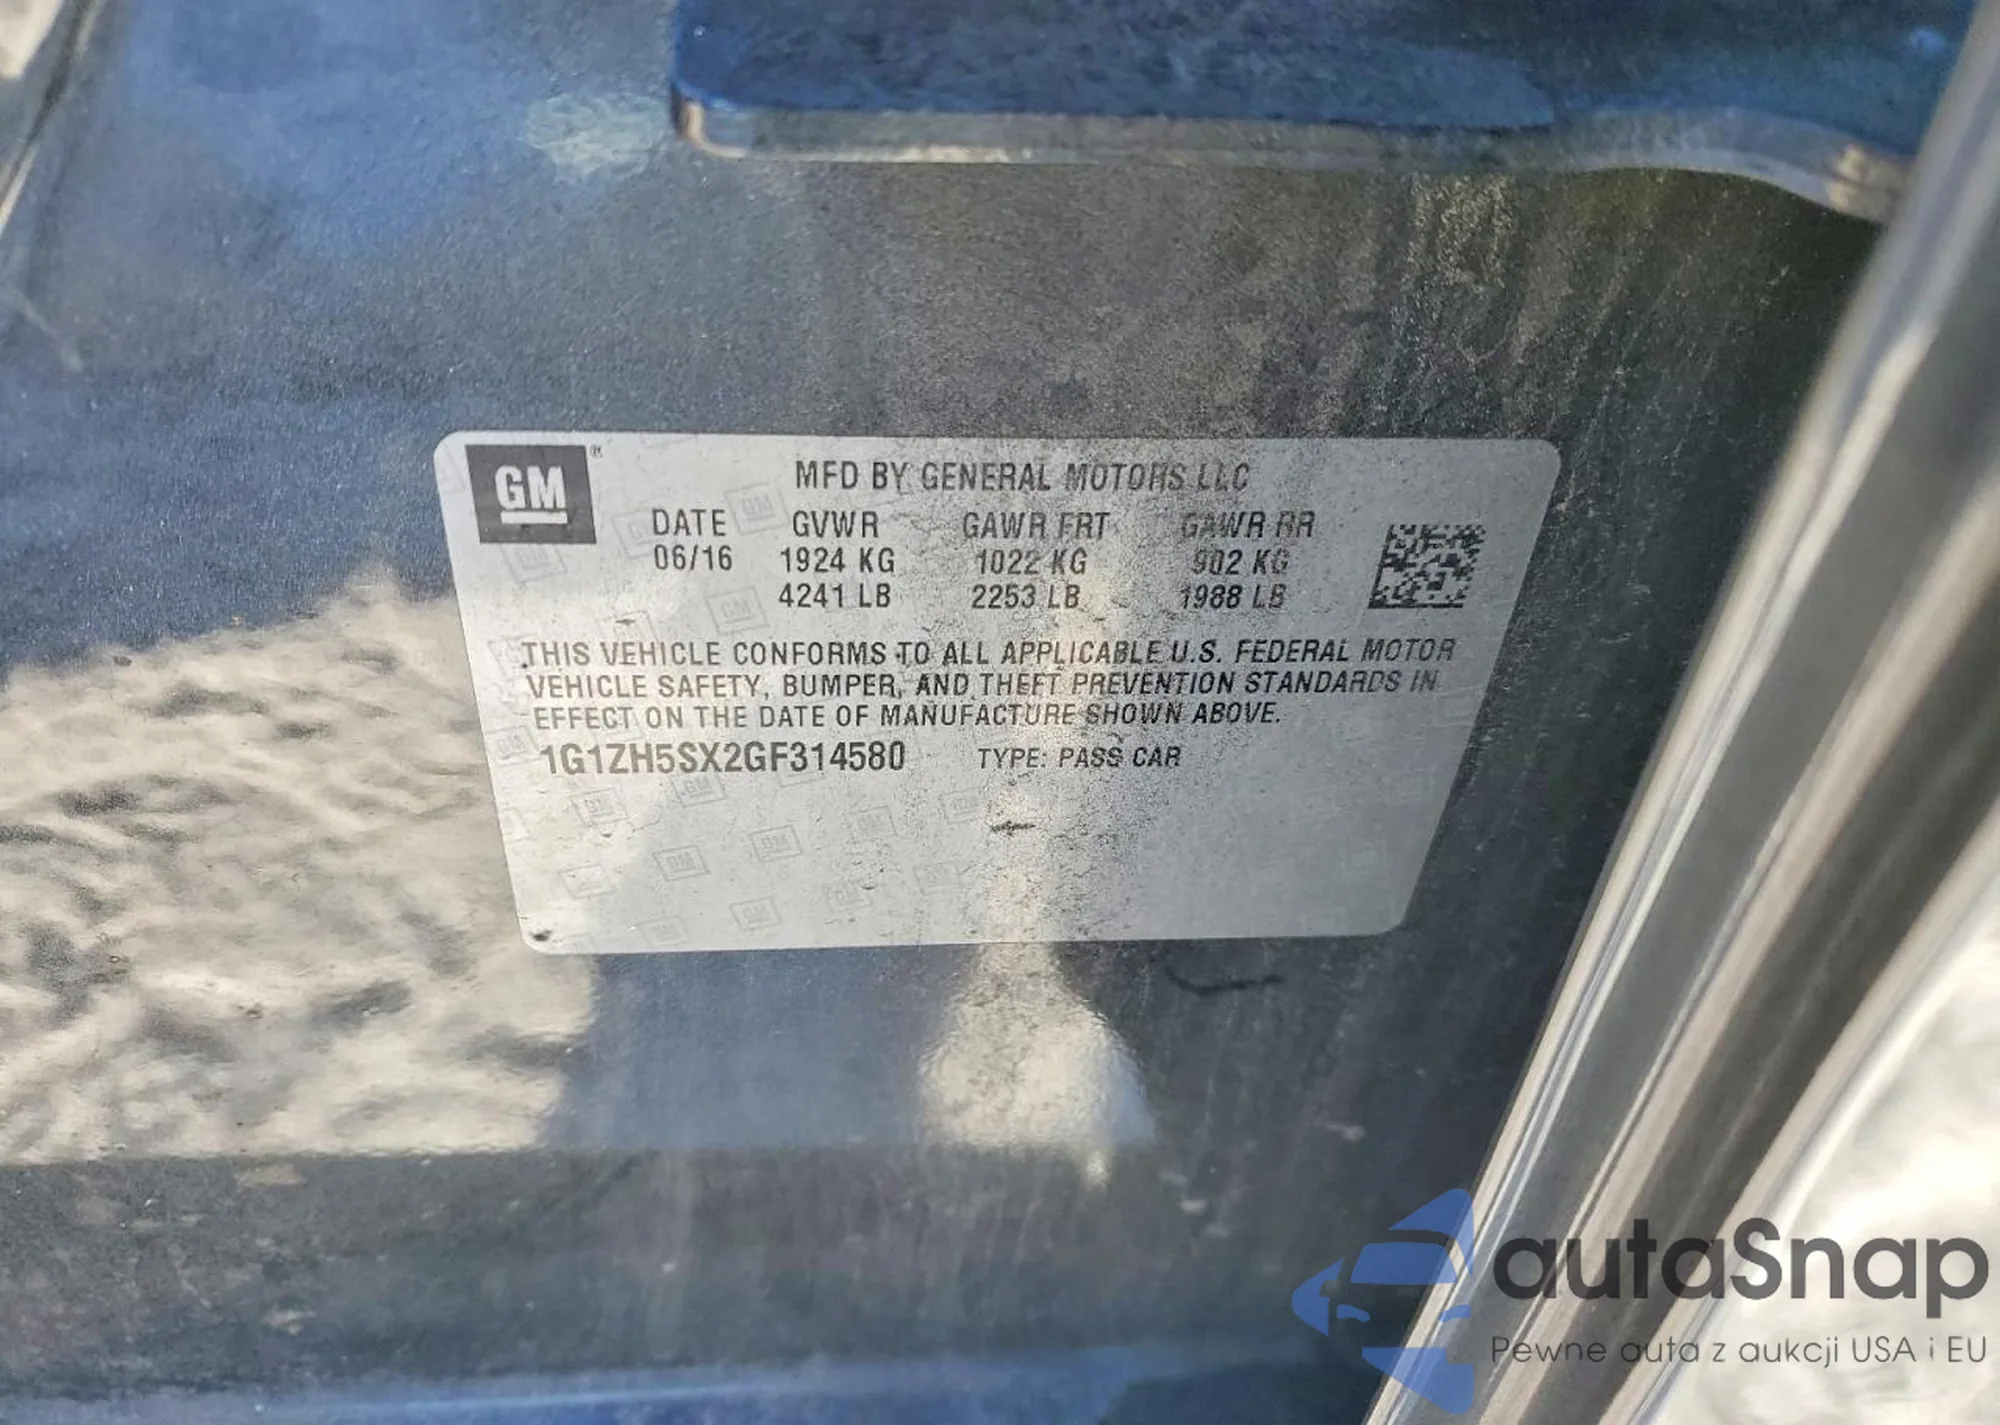 GM
MFD BY GENERAL MOTORS LLC
DATE GVWR GAWR FRT GAWR RR
06/16 1924 KG 1022 KG 902 KG
4241 LB 2253 LB 1988 LB
THIS VEHICLE CONFORMS TO ALL APPLICABLE U.S. FEDERAL MOTOR
VEHICLE SAFETY, BUMPER, AND THEFT PREVENTION STANDARDS IN
EFFECT ON THE DATE OF MANUFACTURE SHOWN ABOVE.
1G1ZH5SX2GF314580 TYPE: PASS CAR
autaSnap
Pewne auta z aukcji USA i EU